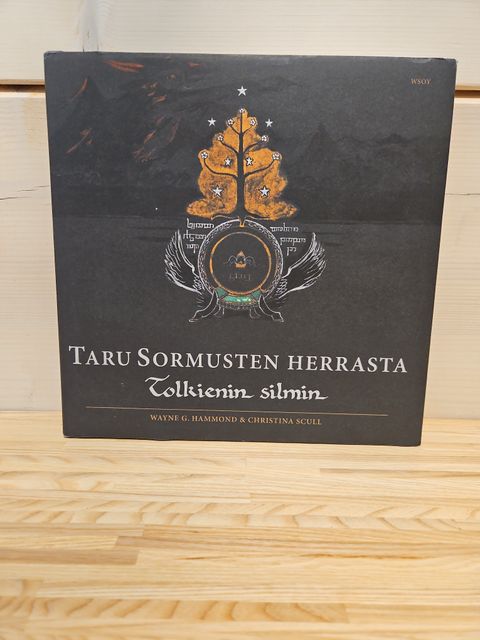 WSOY
TARU SORMUSTEN HERRASTA
Tolkienin silmin
WAYNE G. HAMMOND & CHRISTINA SCULL